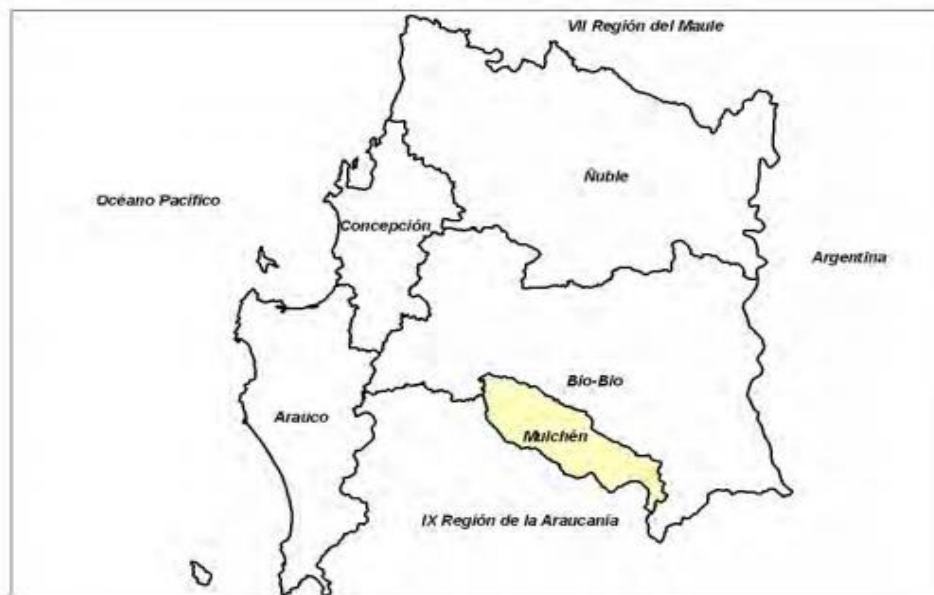 VII Región del Maule
Ñuble
Océano Pacífico
Concepción
Argentina
Bío-Bío
Arauco
Mulchén
IX Región de la Araucanía